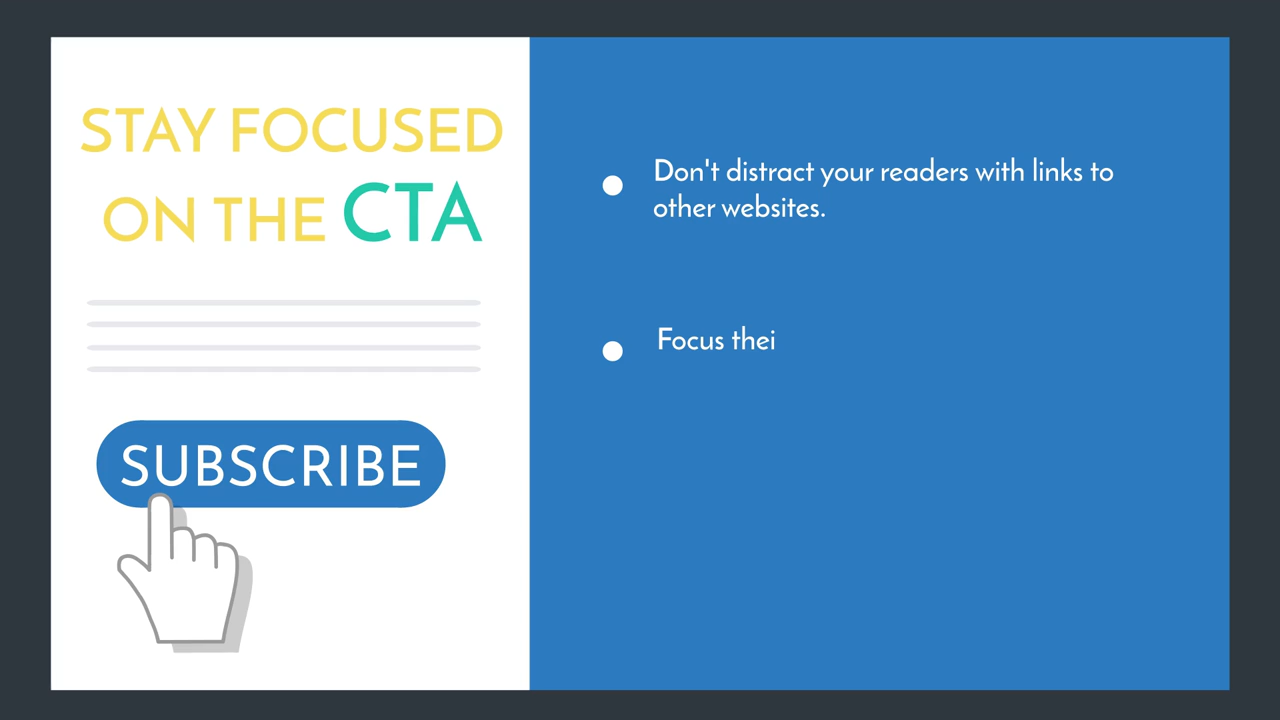 STAY FOCUSED
ON THE CTA
SUBSCRIBE
Don't distract your readers with links to
other websites.
Focus thei